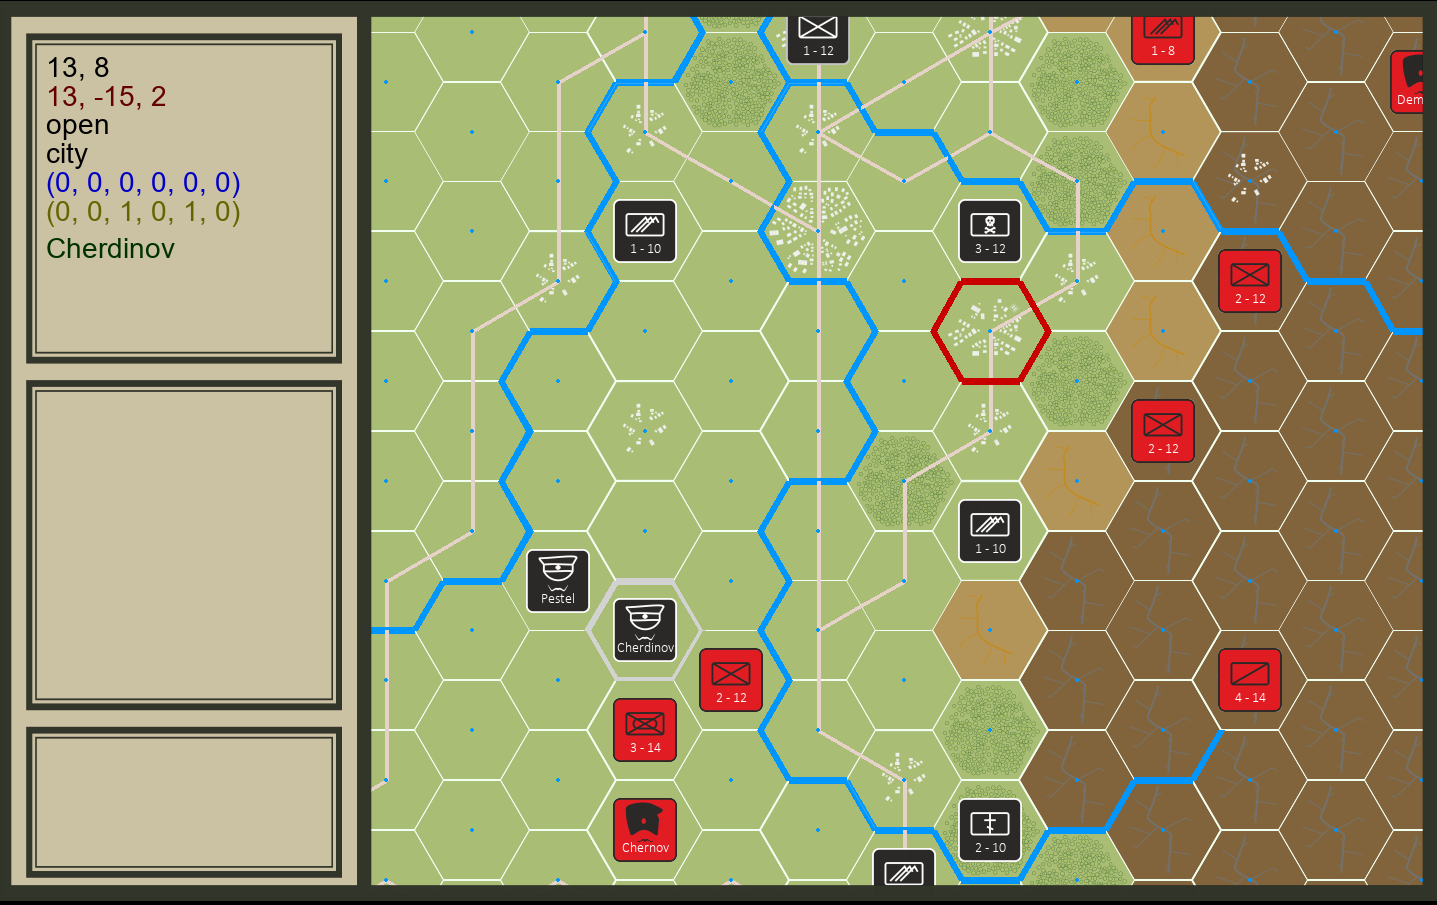 13, 8
13, -15, 2
open
city
(0, 0, 0, 0, 0, 0)
(0, 0, 1, 0, 1, 0)
Cherdinov
1 - 12
1 - 8
Dem
1 - 10
3 - 12
2 - 12
2 - 12
1 - 10
Pestel
Cherdinov
2 - 12
4 - 14
3 - 14
Chernov
2 - 10